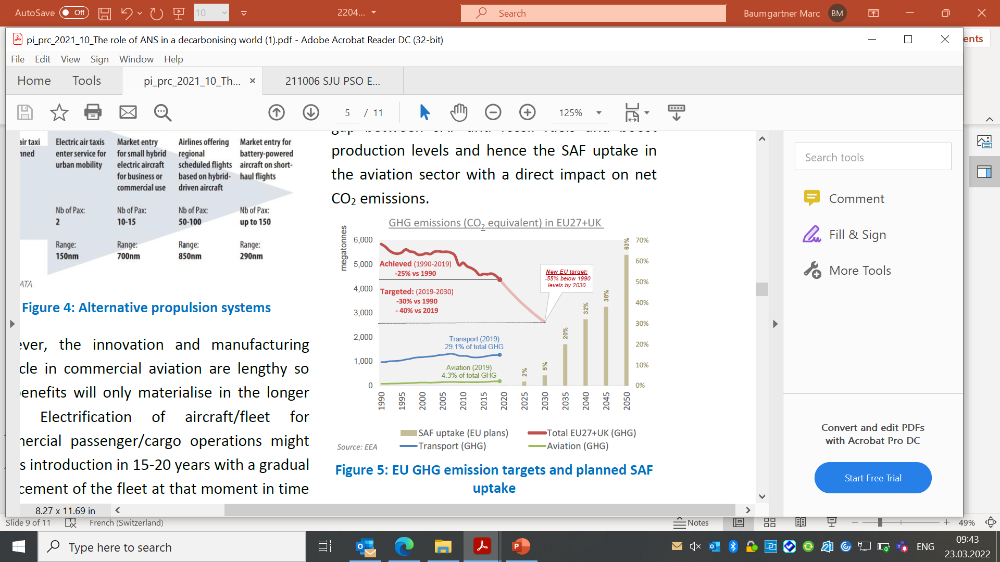 AutoSave
Off
10
2204...
Search
Baumgartner Marc
BM
ents
pi_prc_2021_10_The role of ANS in a decarbonising world (1).pdf - Adobe Acrobat Reader DC (32-bit)
File Edit View Sign Window Help
Home Tools pi_prc_2021_10_Th... 211006 SJU PSO E...
5 / 11
125%
air taxi
nned
Electric air taxis
enter service for
urban mobility
Nb of Pax:
2
Range:
150nm
Market entry
for small hybrid
electric aircraft
for business or
commercial use
Nb of Pax:
10-15
Range:
700nm
Airlines offering
regional
scheduled flights
based on hybrid-
driven aircraft
Nb of Pax:
50-100
Range:
850nm
Market entry for
battery-powered
aircraft on short-
haul flights
Nb of Pax:
up to 150
Range:
290nm
ATA
Figure 4: Alternative propulsion systems
ever, the innovation and manufacturing
cle in commercial aviation are lengthy so
benefits will only materialise in the longer
Electrification of aircraft/fleet for
mercial passenger/cargo operations might
s introduction in 15-20 years with a gradual
cement of the fleet at that moment in time
gap between SAF and fossil fuels and boost
production levels and hence the SAF uptake in
the aviation sector with a direct impact on net
CO₂ emissions.
GHG emissions (CO₂ equivalent) in EU27+UK
megatonnes
6,000
5,000
4,000
3,000
2,000
1,000
0
Achieved (1990-2019)
-25% vs 1990
Targeted: (2019-2030)
-30% vs 1990
- 40% vs 2019
New EU target:
-55% below 1990
levels by 2030
Transport (2019)
29.1% of total GHG
Aviation (2019)
4.3% of total GHG
2% 5% 20% 32% 38% 63%
70%
60%
50%
40%
30%
20%
10%
0%
1990 1995 2000 2005 2010 2015 2020 2025 2030 2035 2040 2045 2050
SAF uptake (EU plans) Total EU27+UK (GHG)
Transport (GHG) Aviation (GHG)
Source: EEA
Figure 5: EU GHG emission targets and planned SAF
uptake
8.27 x 11.69 in
Search tools
Comment
Fill & Sign
More Tools
Convert and edit PDFs
with Acrobat Pro DC
Start Free Trial
Slide 9 of 11 French (Switzerland) Notes 49%
Type here to search
ENG
09:43
23.03.2022